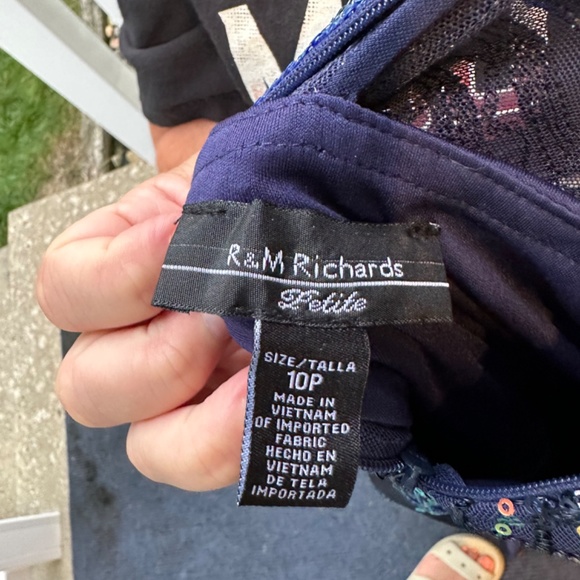 R&M Richards
Petite
SIZE/TALLA
10P
MADE IN
VIETNAM
OF IMPORTED
FABRIC
HECHO EN
VIETNAM
DE TELA
IMPORTADA